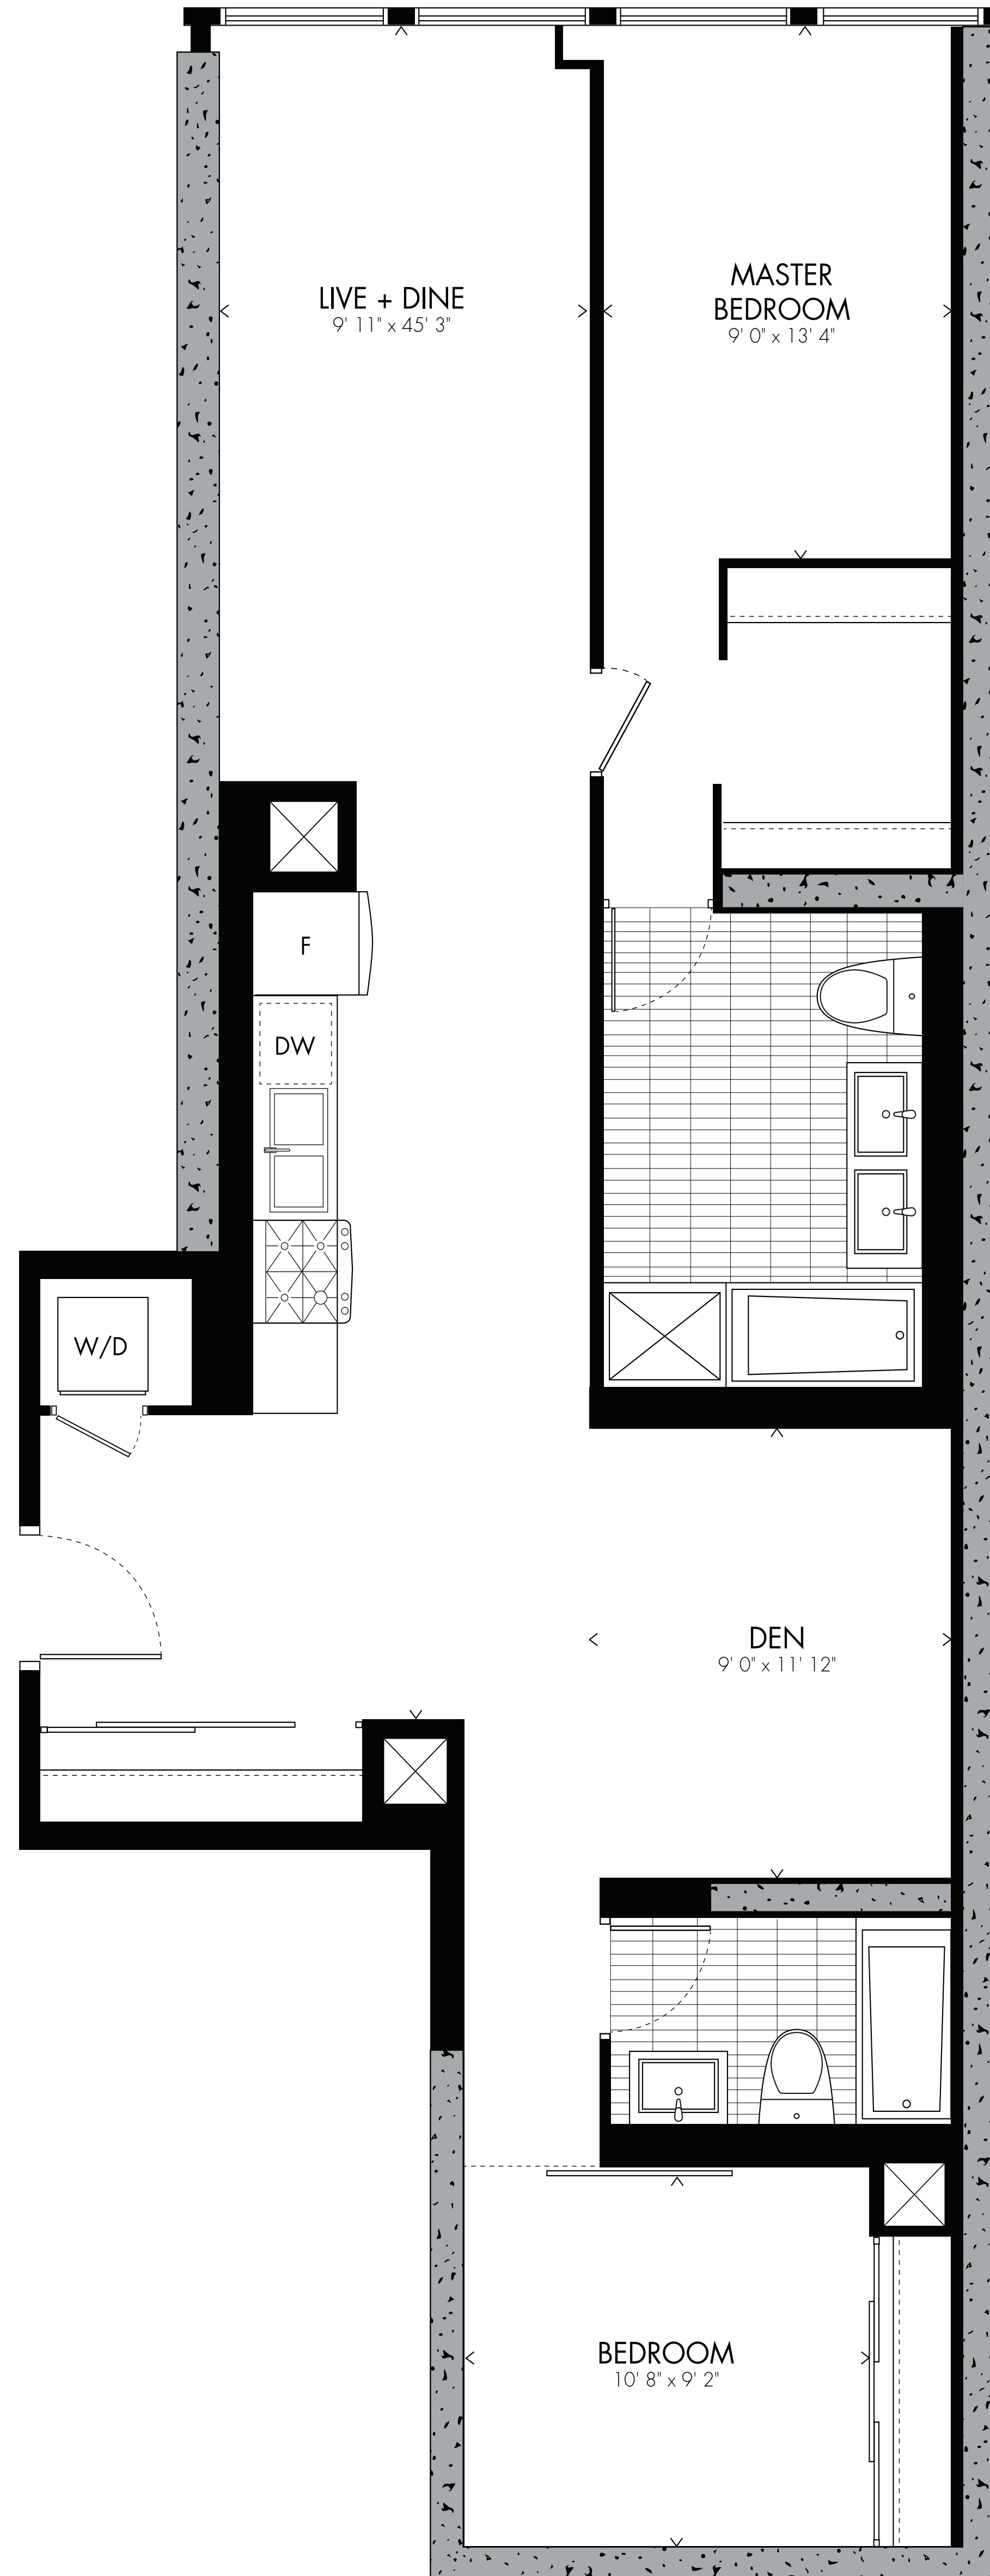 LIVE + DINE
9' 11" x 45' 3"
MASTER
BEDROOM
9' 0" x 13' 4"
F
DW
W/D
DEN
9' 0" x 11' 12"
BEDROOM
10' 8" x 9' 2"